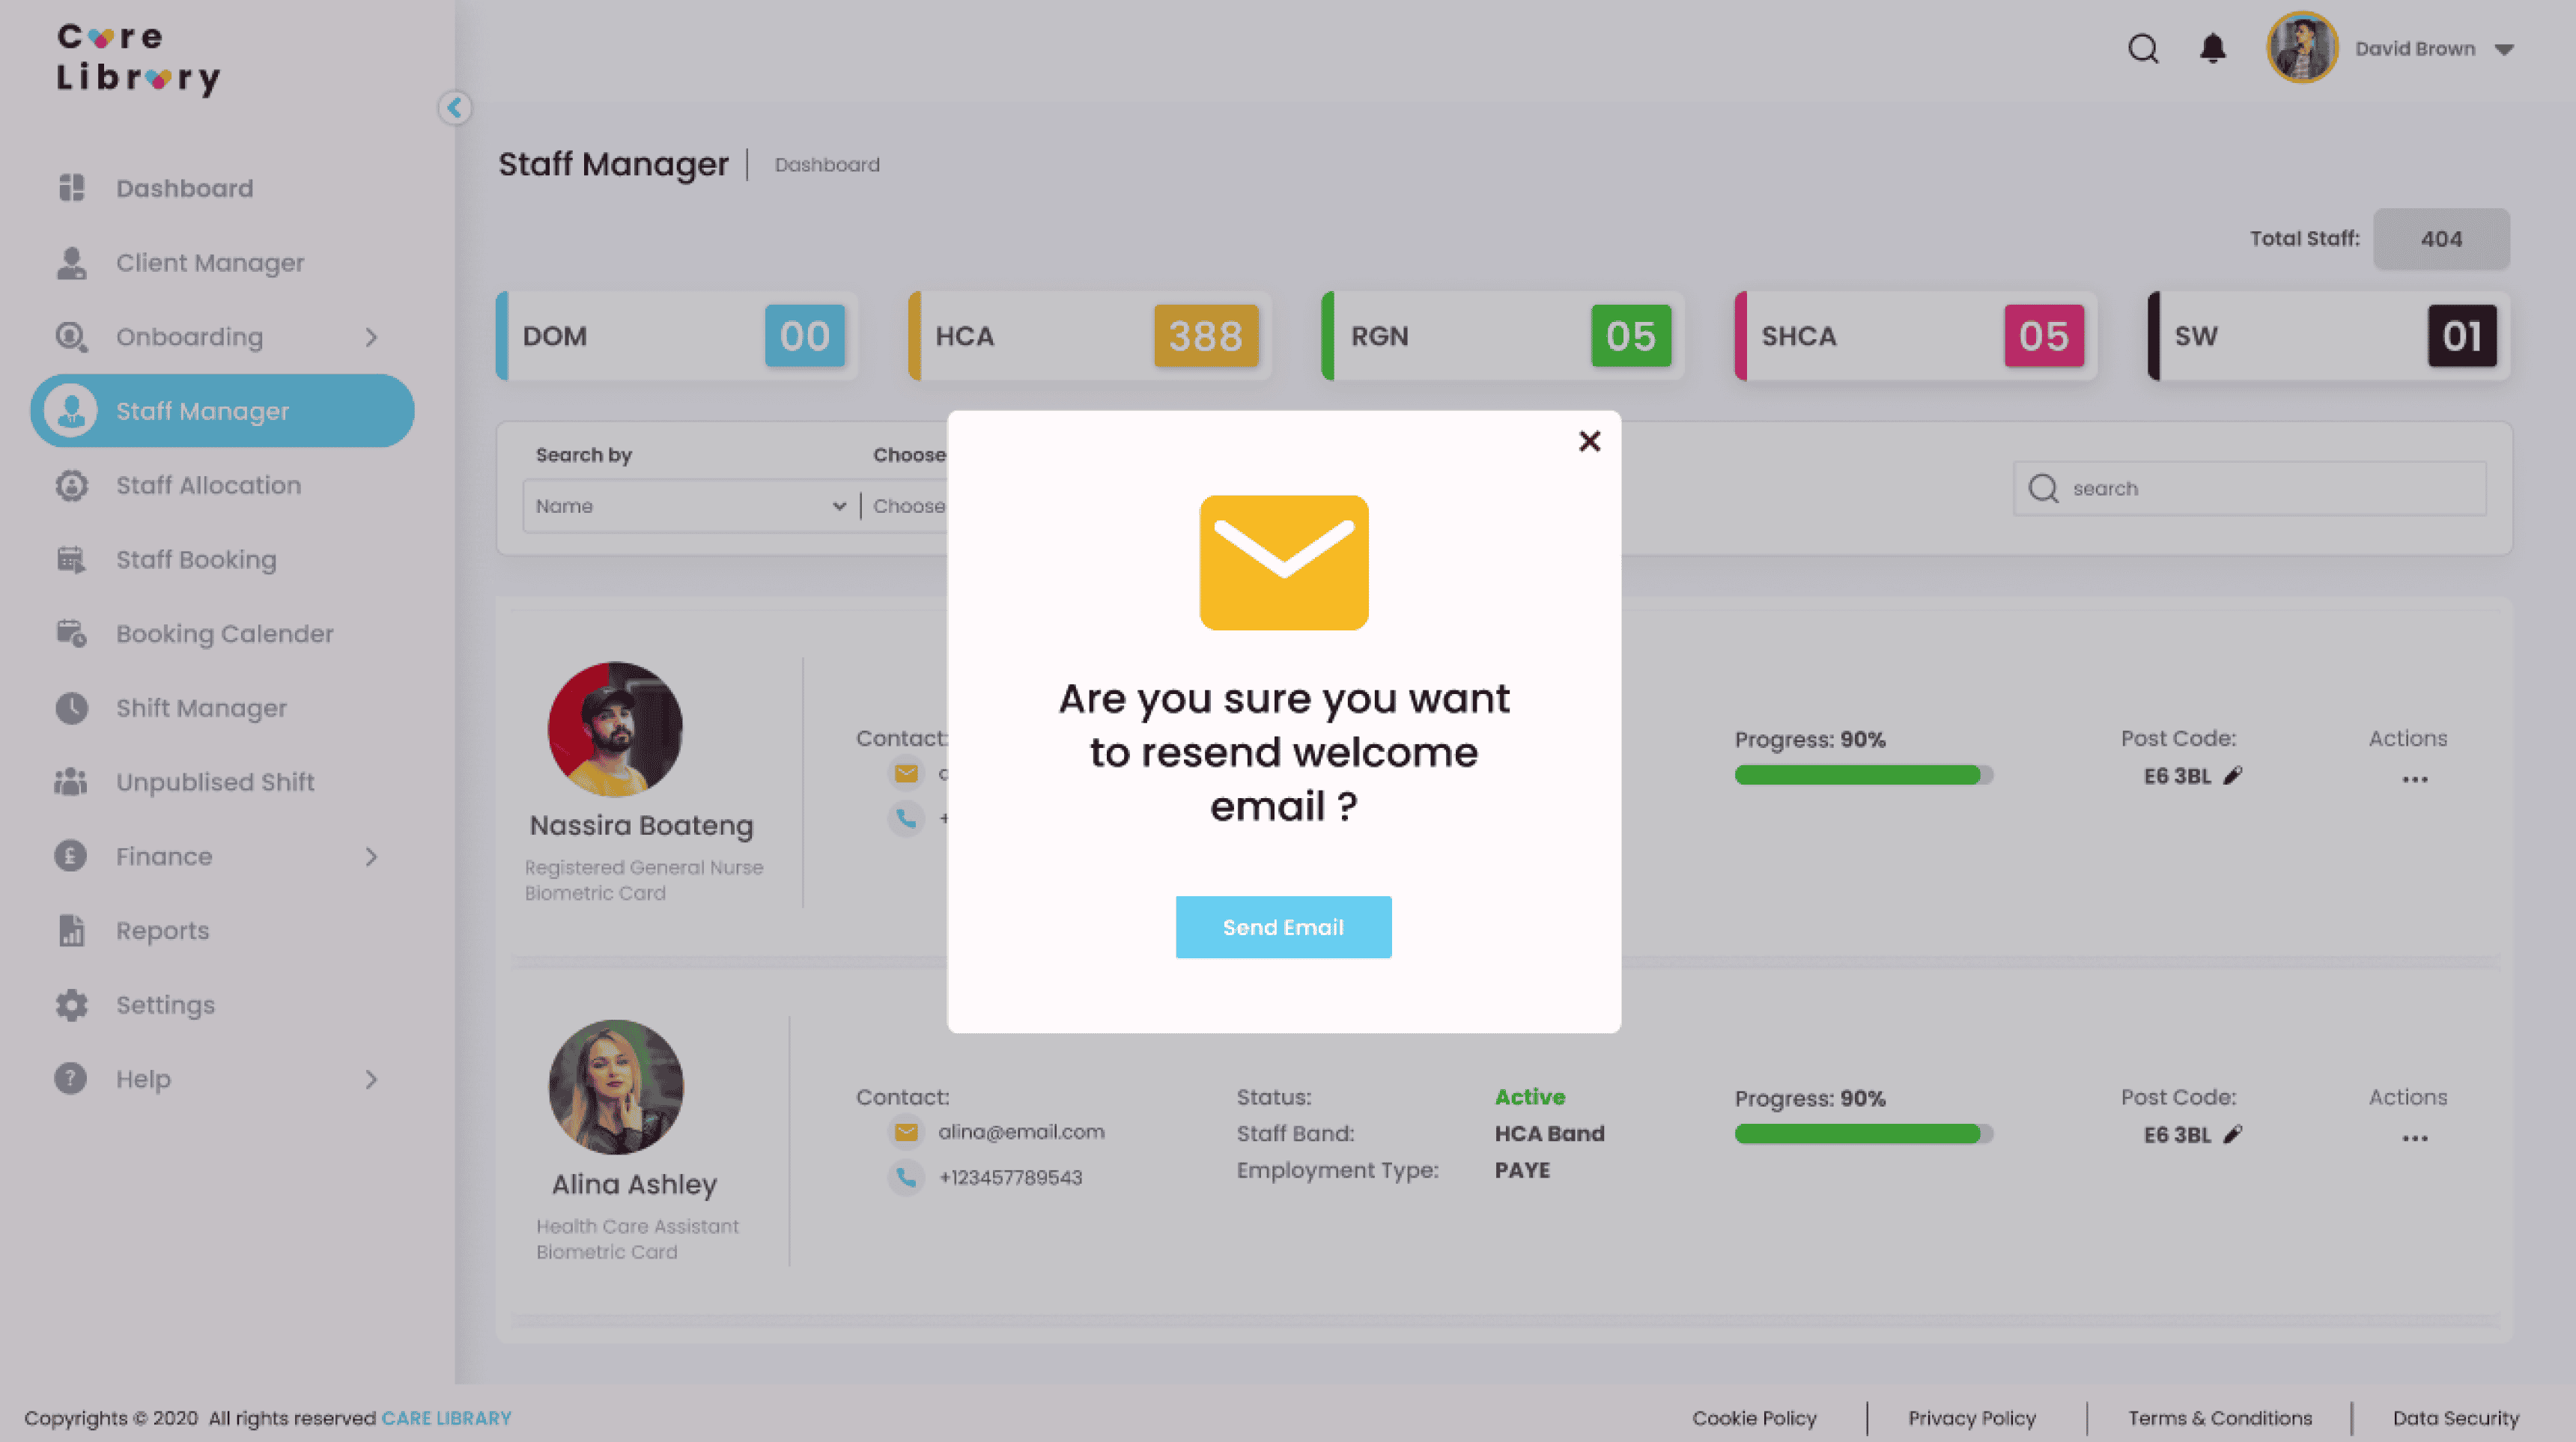 Care
Library
David Brown
Staff Manager | Dashboard
Dashboard
Client Manager
Onboarding
Staff Manager
Staff Allocation
Staff Booking
Booking Calender
Shift Manager
Unpublised Shift
Finance
Reports
Settings
Help
Total Staff: 404
DOM 00
HCA 388
RGN 05
SHCA 05
SW 01
Search by
Choose
Name
Choose
search
Are you sure you want
to resend welcome
email ?
Send Email
Nassira Boateng
Registered General Nurse
Biometric Card
Contact:
+
Progress: 90%
Post Code:
E6 3BL
Actions
Alina Ashley
Health Care Assistant
Biometric Card
Contact:
alina@email.com
+123457789543
Status: Active
Staff Band: HCA Band
Employment Type: PAYE
Progress: 90%
Post Code:
E6 3BL
Actions
Copyrights © 2020 All rights reserved CARE LIBRARY
Cookie Policy | Privacy Policy | Terms & Conditions | Data Security